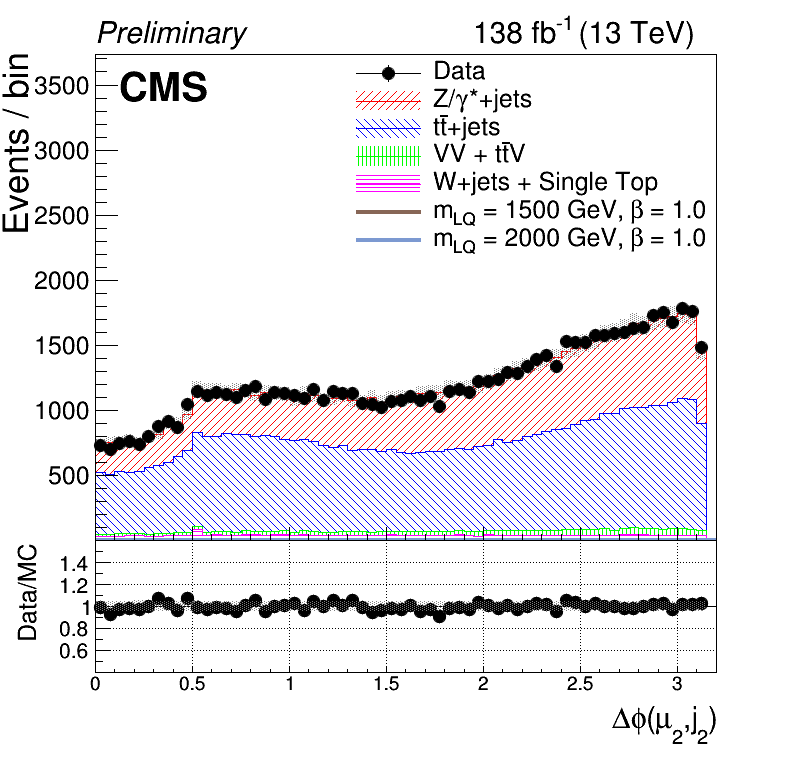 Preliminary 138 fb⁻¹ (13 TeV)
CMS
Data
Z/γ*+jets
tt̄+jets
VV + tt̄V
W+jets + Single Top
m_LQ = 1500 GeV, β = 1.0
m_LQ = 2000 GeV, β = 1.0
Events / bin
3500
3000
2500
2000
1500
1000
500
Data/MC
1.4
1.2
1
0.8
0.6
0 0.5 1 1.5 2 2.5 3
Δϕ(μ₂,j₂)